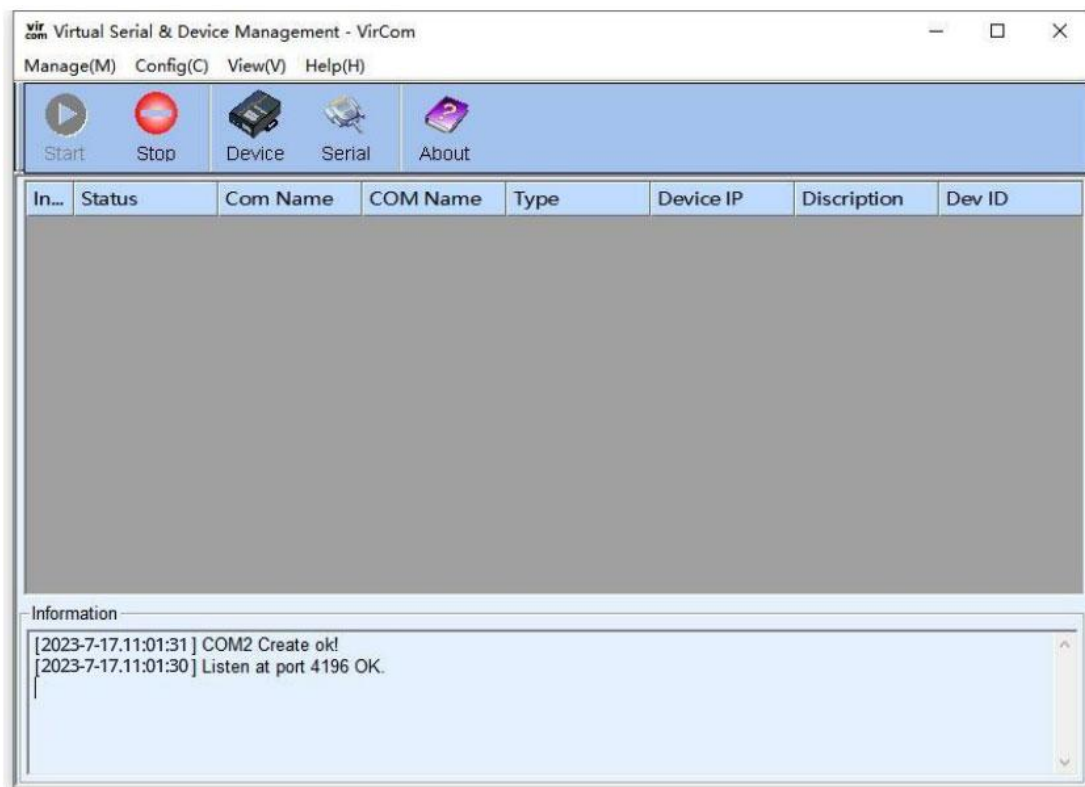 vir com Virtual Serial & Device Management - VirCom
Manage(M) Config(C) View(V) Help(H)
Start Stop Device Serial About
In... Status Com Name COM Name Type Device IP Discription Dev ID
Information
[2023-7-17.11:01:31] COM2 Create ok!
[2023-7-17.11:01:30] Listen at port 4196 OK.